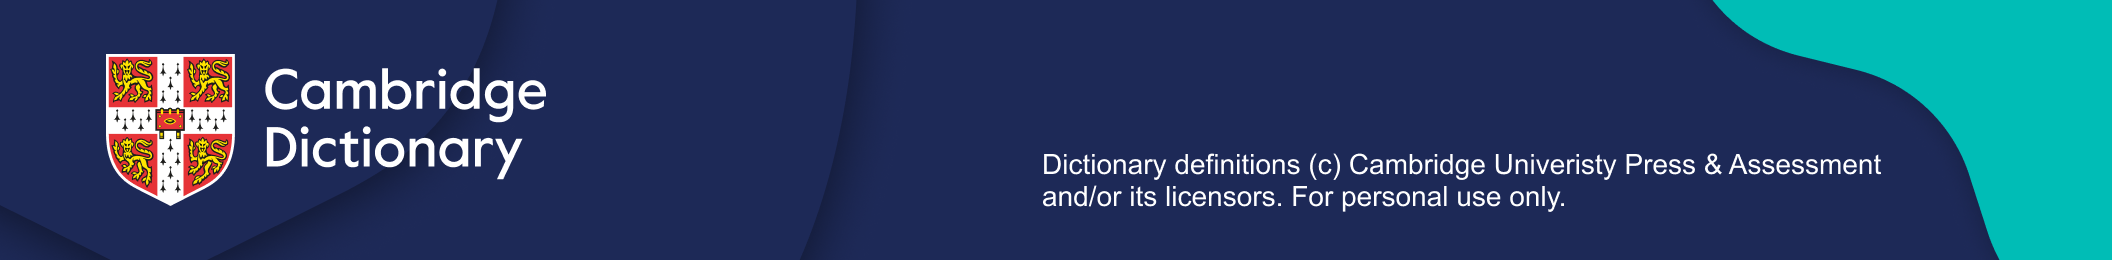 Cambridge
Dictionary
Dictionary definitions (c) Cambridge Univeristy Press & Assessment
and/or its licensors. For personal use only.